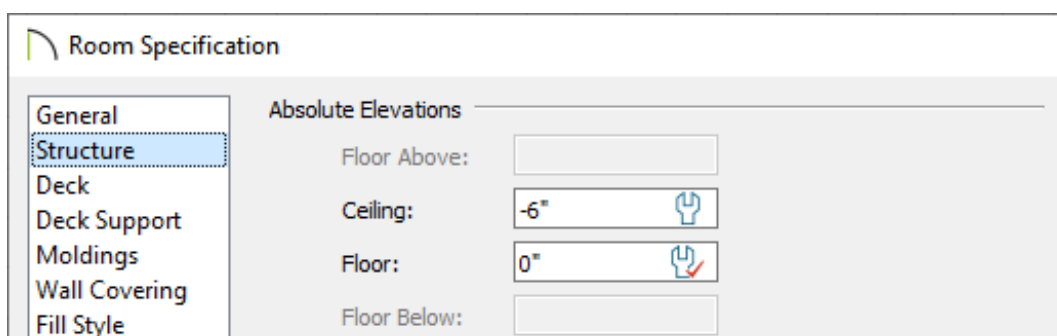 Room Specification
General
Structure
Deck
Deck Support
Moldings
Wall Covering
Fill Style
Absolute Elevations
Floor Above:
Ceiling: -6"
Floor: 0"
Floor Below: